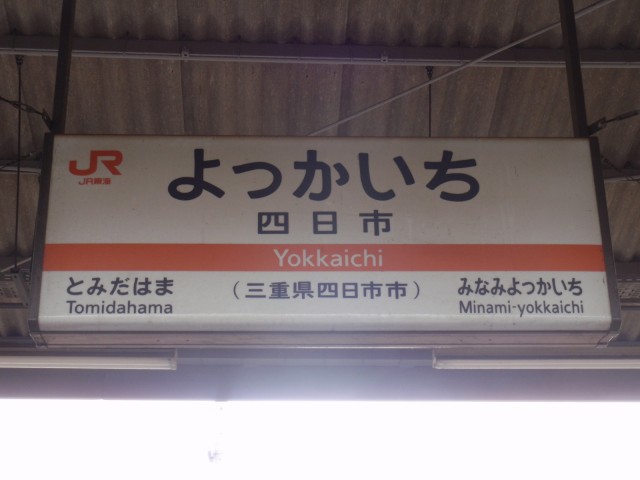 JR
JR東海
よっかいち
四日市
Yokkaichi
とみだはま
Tomidahama
（三重県四日市市）
みなみよっかいち
Minami-yokkaichi